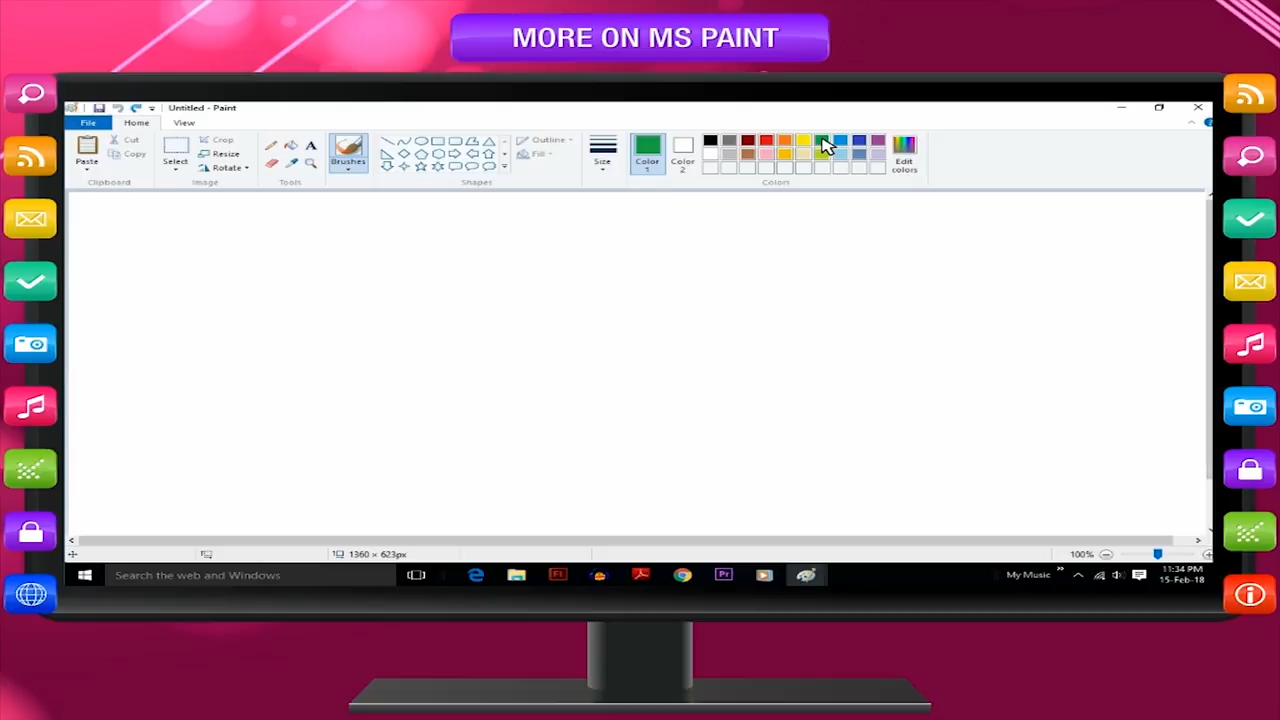 MORE ON MS PAINT
Untitled - Paint
File Home View
Paste
Cut
Copy
Clipboard
Select
Crop
Resize
Rotate
Image
A
Tools
Brushes
Shapes
Outline
Fill
Size
Color 1
Color 2
Edit colors
Colors
1360 × 623px
100%
Search the web and Windows
Pr
My Music
11:34 PM
15-Feb-18